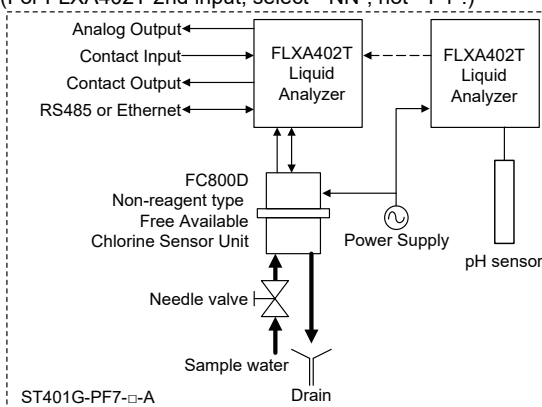 (For FLXA402T 2nd input, select "-NN", not "-P1".)
Analog Output
Contact Input
Contact Output
RS485 or Ethernet
FLXA402T
Liquid
Analyzer
FLXA402T
Liquid
Analyzer
FC800D
Non-reagent type
Free Available
Chlorine Sensor Unit
Power Supply
pH sensor
Needle valve
Sample water
Drain
ST401G-PF7-□-A